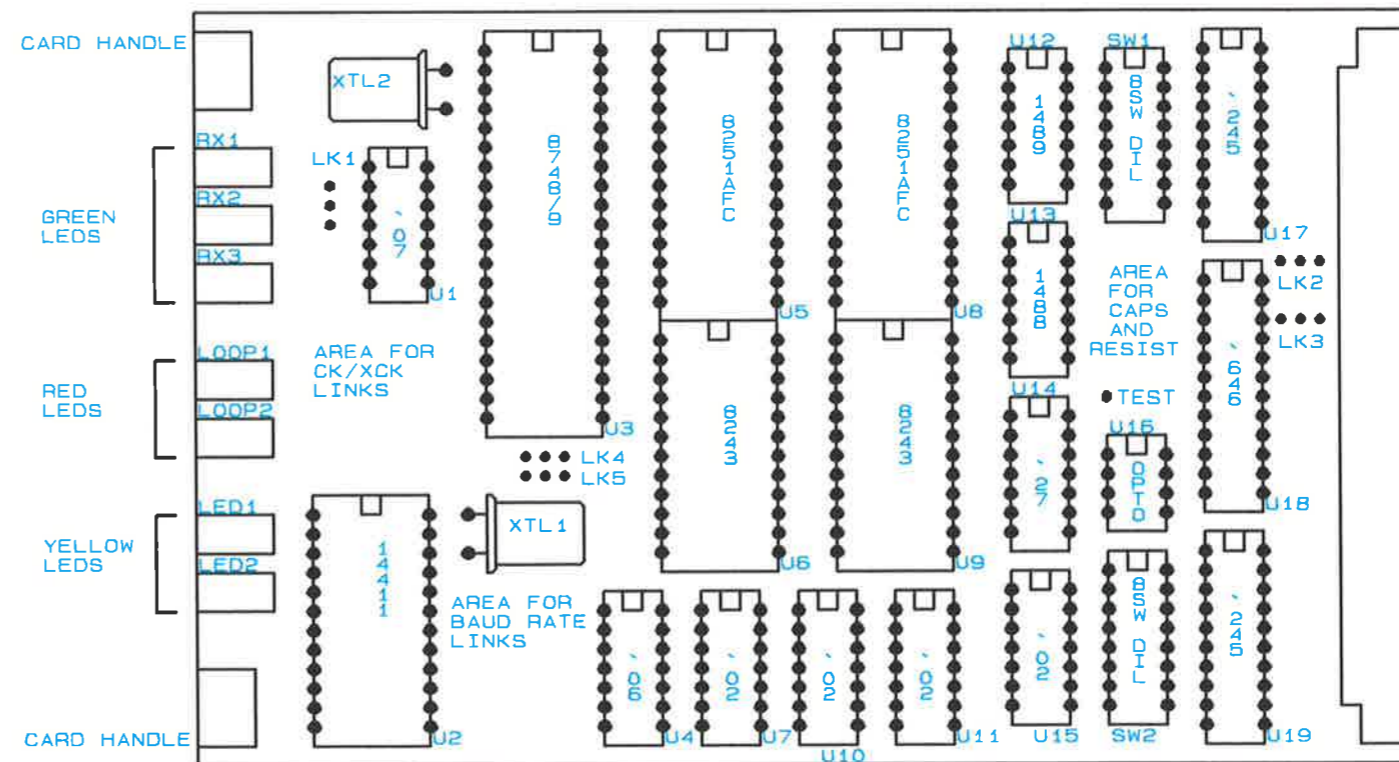 CARD HANDLE
XTL2
U12
SW1
RX1
LK1
RX2
GREEN
LEDS
RX3
`07
U1
8748/9
8251AFC
8251AFC
1489
8SW DIL
`245
U13
U17
LK2
1488
AREA
FOR
CAPS
AND
RESIST
LK3
U5
U8
AREA FOR
CK/XCK
LINKS
LOOP1
RED
LEDS
LOOP2
U3
8243
8243
U14
TEST
`646
U16
LK4
LK5
`27
OPTO
U18
LED1
YELLOW
LEDS
LED2
14411
XTL1
U6
U9
AREA FOR
BAUD RATE
LINKS
`06
`02
`02
`02
`02
8SW DIL
`245
CARD HANDLE
U2
U4
U7
U10
U11
U15
SW2
U19